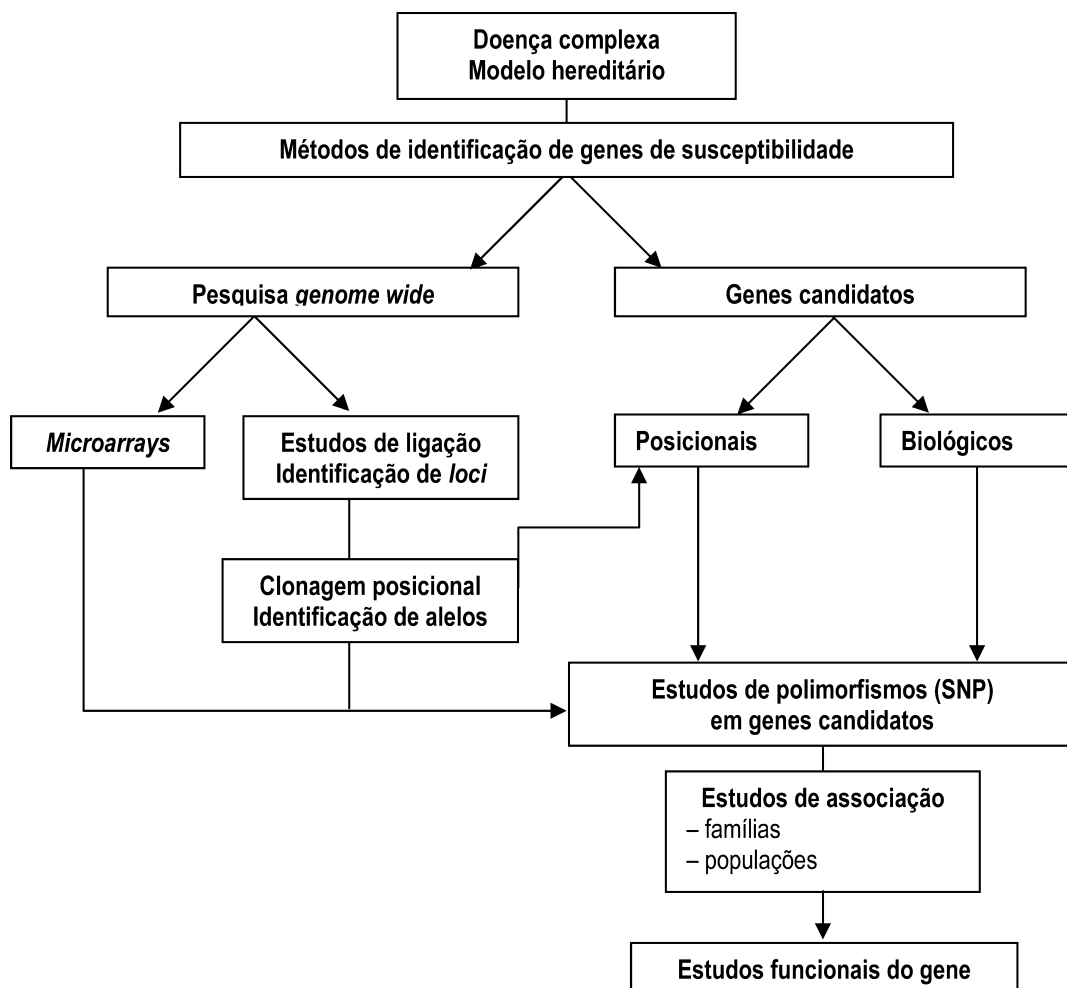 Doença complexa
Modelo hereditário
Métodos de identificação de genes de susceptibilidade
Pesquisa genome wide
Genes candidatos
Microarrays
Estudos de ligação
Identificação de loci
Posicionais
Biológicos
Clonagem posicional
Identificação de alelos
Estudos de polimorfismos (SNP)
em genes candidatos
Estudos de associação
– famílias
– populações
Estudos funcionais do gene